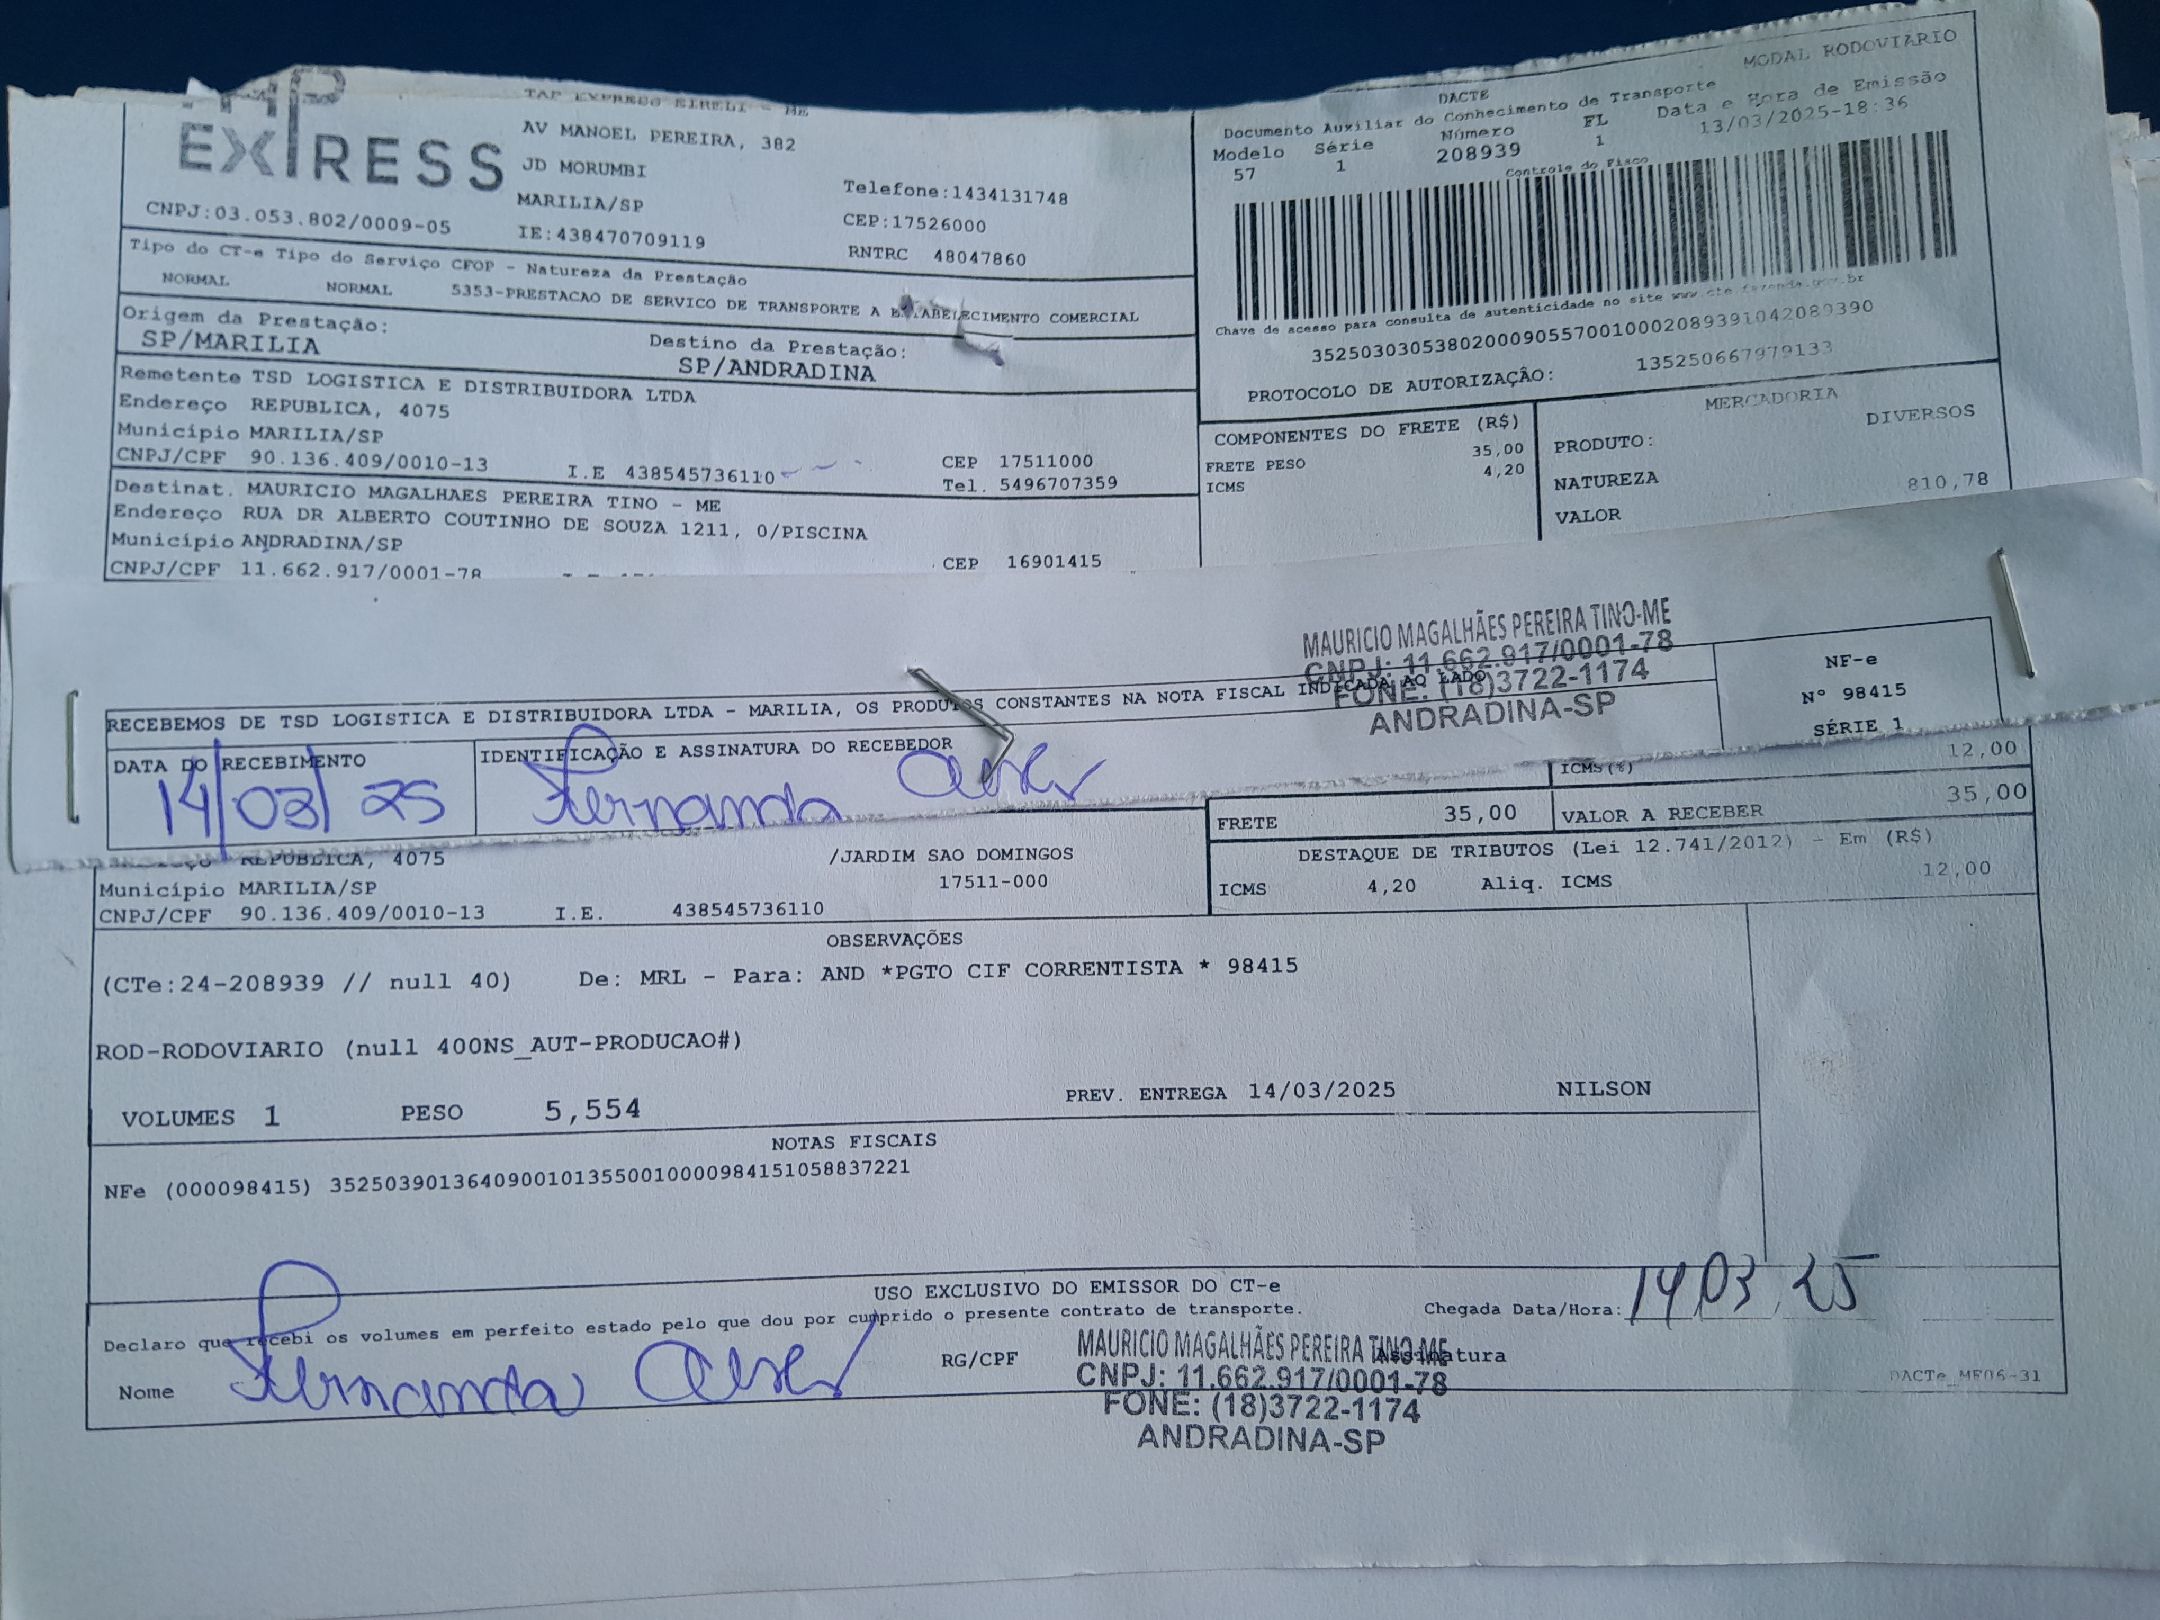 TAP
EXPRESS
TAP EXPRESS EIRELI - ME
AV MANOEL PEREIRA, 382
JD MORUMBI
MARILIA/SP
Telefone:1434131748
CNPJ:03.053.802/0009-05
IE:438470709119
CEP:17526000
RNTRC 48047860
Tipo do CT-e Tipo do Serviço CFOP - Natureza da Prestação
NORMAL NORMAL 5353-PRESTACAO DE SERVICO DE TRANSPORTE A ESTABELECIMENTO COMERCIAL
Origem da Prestação:
SP/MARILIA
Destino da Prestação:
SP/ANDRADINA
Remetente TSD LOGISTICA E DISTRIBUIDORA LTDA
Endereço REPUBLICA, 4075
Município MARILIA/SP
CNPJ/CPF 90.136.409/0010-13 I.E 438545736110
CEP 17511000
Tel. 5496707359
Destinat. MAURICIO MAGALHAES PEREIRA TINO - ME
Endereço RUA DR ALBERTO COUTINHO DE SOUZA 1211, 0/PISCINA
Município ANDRADINA/SP
CNPJ/CPF 11.662.917/0001-78
CEP 16901415
MODAL RODOVIARIO
DACTE
Documento Auxiliar do Conhecimento de Transporte
Modelo Série Número FL Data e Hora de Emissão
57 1 208939 1 13/03/2025-18:36
Controle do Fisco
Chave de acesso para consulta de autenticidade no site www.cte.fazenda.gov.br
35250303053802000905570010002089391042089390
PROTOCOLO DE AUTORIZAÇÃO: 135250667979133
COMPONENTES DO FRETE (R$)
FRETE PESO 35,00
ICMS 4,20
MERCADORIA
PRODUTO: DIVERSOS
NATUREZA
VALOR 810,78
MAURICIO MAGALHÃES PEREIRA TINO-ME
CNPJ: 11.662.917/0001-78
FONE: (18)3722-1174
ANDRADINA-SP
RECEBEMOS DE TSD LOGISTICA E DISTRIBUIDORA LTDA - MARILIA, OS PRODUTOS CONSTANTES NA NOTA FISCAL INDICADA AO LADO
NF-e
Nº 98415
SÉRIE 1
DATA DO RECEBIMENTO
14/03/25
IDENTIFICAÇÃO E ASSINATURA DO RECEBEDOR
Fernanda
ICMS(%) 12,00
FRETE 35,00 VALOR A RECEBER 35,00
REPUBLICA, 4075 /JARDIM SAO DOMINGOS
Município MARILIA/SP 17511-000
CNPJ/CPF 90.136.409/0010-13 I.E. 438545736110
DESTAQUE DE TRIBUTOS (Lei 12.741/2012) - Em (R$)
ICMS 4,20 Aliq. ICMS 12,00
OBSERVAÇÕES
(CTe:24-208939 // null 40) De: MRL - Para: AND *PGTO CIF CORRENTISTA * 98415
ROD-RODOVIARIO (null 400NS_AUT-PRODUCAO#)
VOLUMES 1 PESO 5,554 PREV. ENTREGA 14/03/2025 NILSON
NOTAS FISCAIS
NFe (000098415) 35250390136409001013550010000984151058837221
USO EXCLUSIVO DO EMISSOR DO CT-e
Declaro que recebi os volumes em perfeito estado pelo que dou por cumprido o presente contrato de transporte.
Chegada Data/Hora: 14/03/25
Nome Fernanda
RG/CPF
Assinatura
MAURICIO MAGALHÃES PEREIRA TINO-ME
CNPJ: 11.662.917/0001-78
FONE: (18)3722-1174
ANDRADINA-SP
DACTe_MF06-31